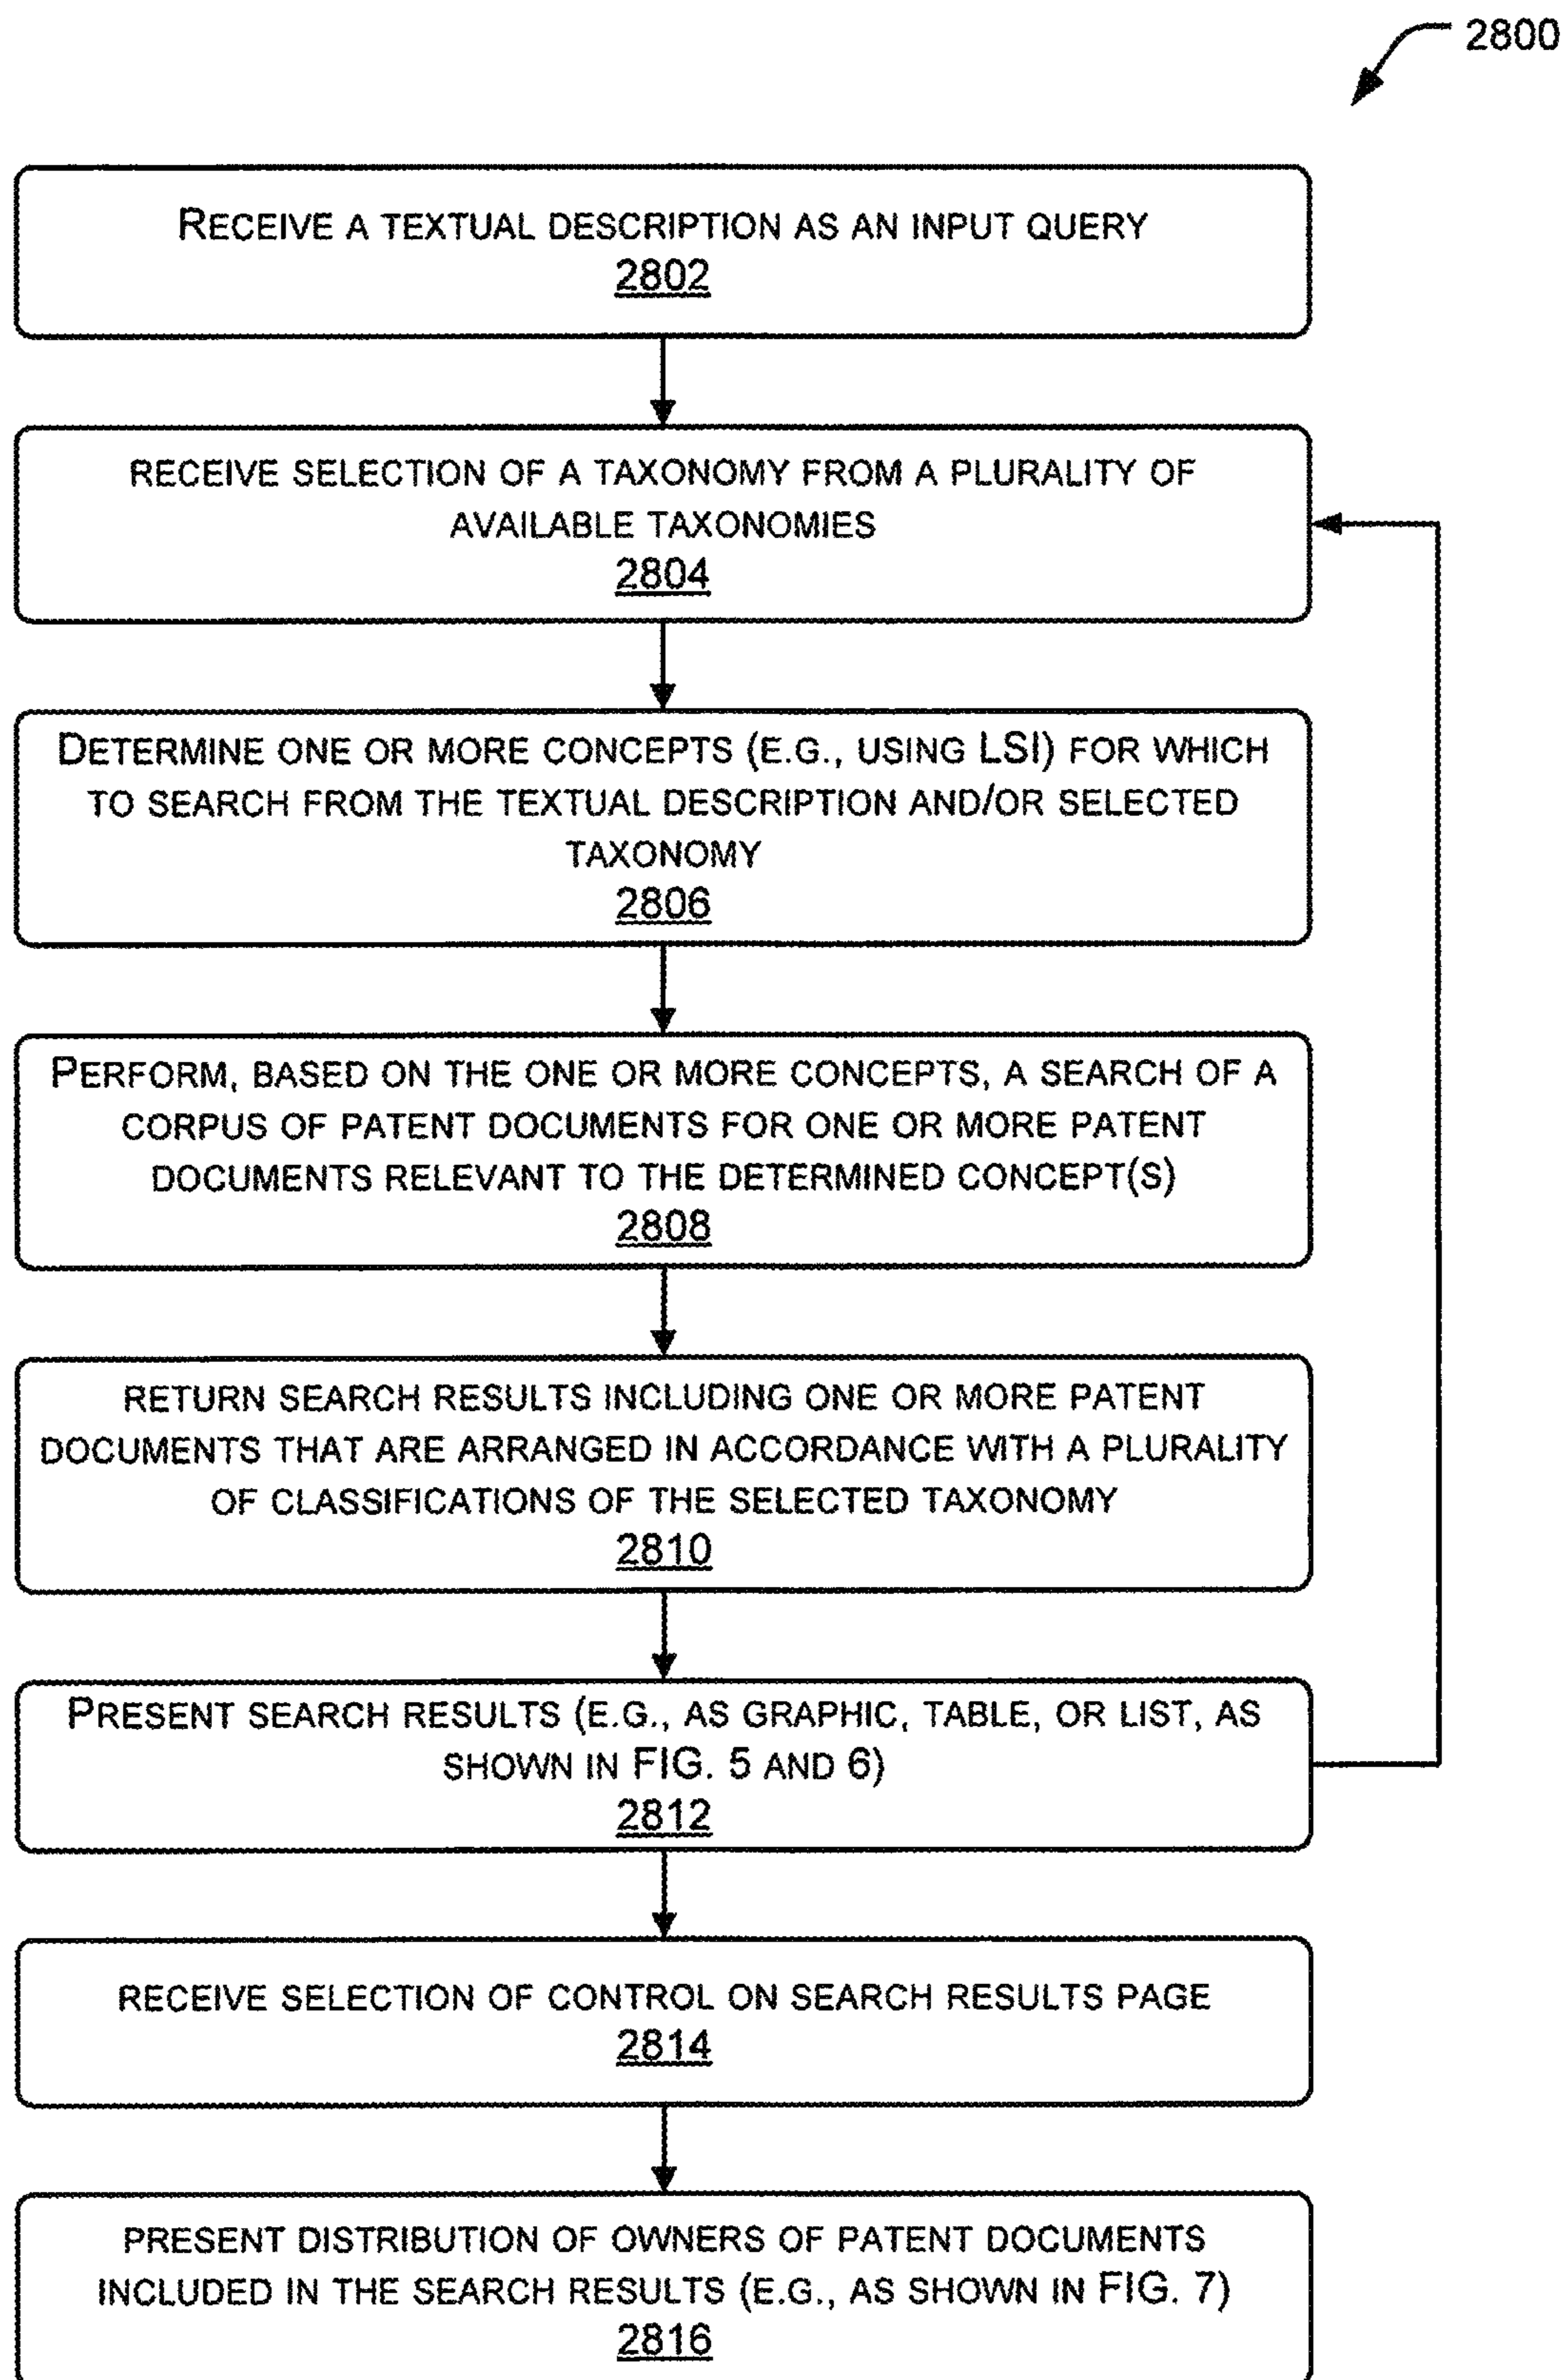 2800
RECEIVE A TEXTUAL DESCRIPTION AS AN INPUT QUERY
2802
RECEIVE SELECTION OF A TAXONOMY FROM A PLURALITY OF
AVAILABLE TAXONOMIES
2804
DETERMINE ONE OR MORE CONCEPTS (E.G., USING LSI) FOR WHICH
TO SEARCH FROM THE TEXTUAL DESCRIPTION AND/OR SELECTED
TAXONOMY
2806
PERFORM, BASED ON THE ONE OR MORE CONCEPTS, A SEARCH OF A
CORPUS OF PATENT DOCUMENTS FOR ONE OR MORE PATENT
DOCUMENTS RELEVANT TO THE DETERMINED CONCEPT(S)
2808
RETURN SEARCH RESULTS INCLUDING ONE OR MORE PATENT
DOCUMENTS THAT ARE ARRANGED IN ACCORDANCE WITH A PLURALITY
OF CLASSIFICATIONS OF THE SELECTED TAXONOMY
2810
PRESENT SEARCH RESULTS (E.G., AS GRAPHIC, TABLE, OR LIST, AS
SHOWN IN FIG. 5 AND 6)
2812
RECEIVE SELECTION OF CONTROL ON SEARCH RESULTS PAGE
2814
PRESENT DISTRIBUTION OF OWNERS OF PATENT DOCUMENTS
INCLUDED IN THE SEARCH RESULTS (E.G., AS SHOWN IN FIG. 7)
2816